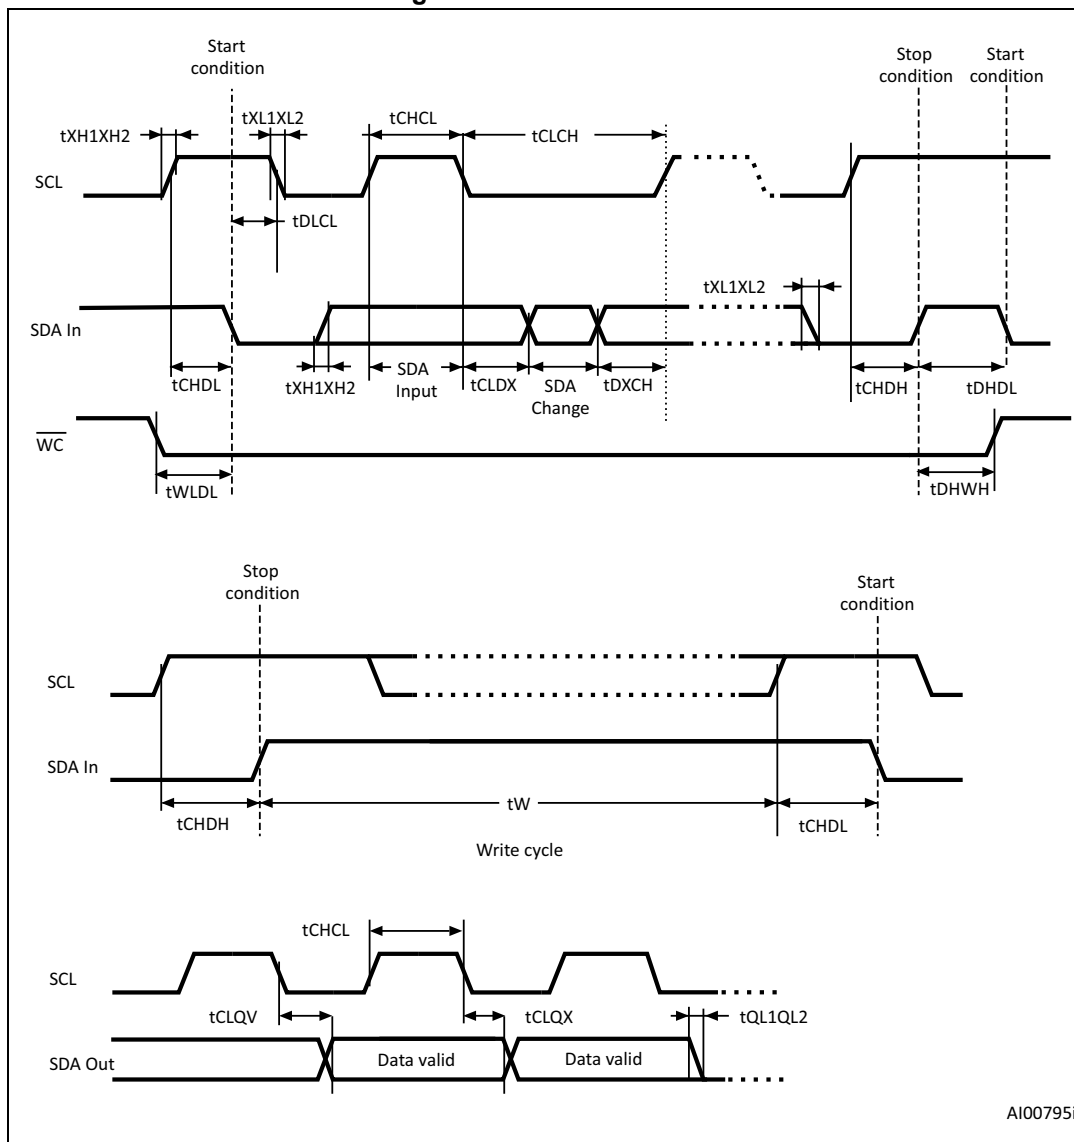 Start
condition
Stop
condition
Start
condition
tXH1XH2
tXL1XL2
tCHCL
tCLCH
SCL
tDLCL
tXL1XL2
SDA In
tCHDL
tXH1XH2
SDA
Input
tCLDX
SDA
Change
tDXCH
tCHDH
tDHDL
WC
tWLDL
tDHWH
Stop
condition
Start
condition
SCL
SDA In
tCHDH
tW
tCHDL
Write cycle
tCHCL
SCL
tCLQV
tCLQX
tQL1QL2
SDA Out
Data valid
Data valid
AI00795i